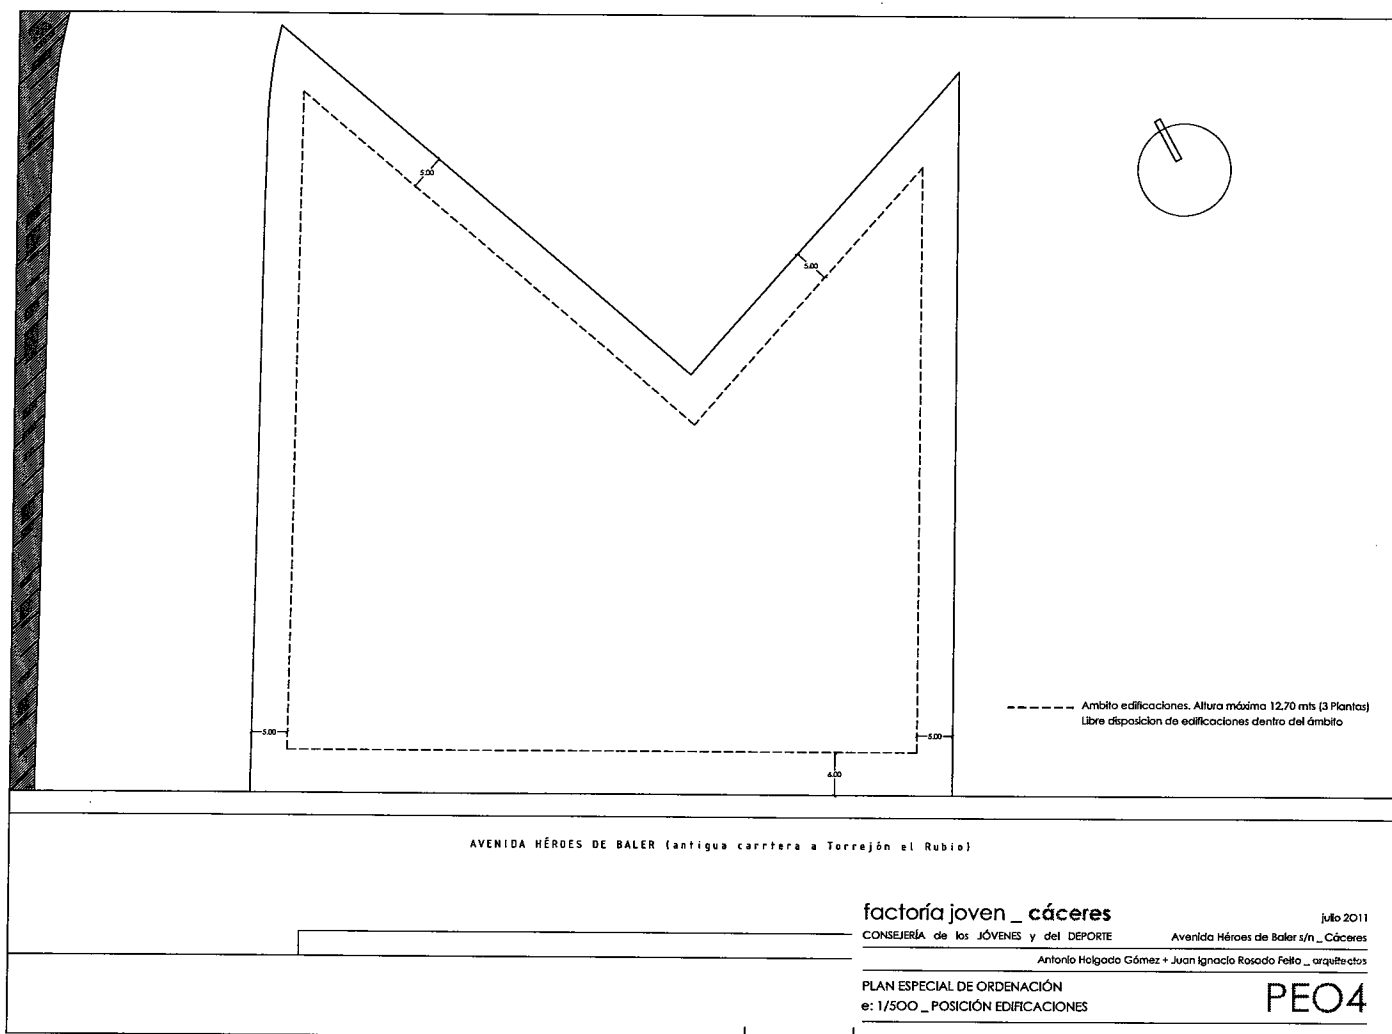 5.00
5.00
Ambito edificaciones. Altura máxima 12.70 mts (3 Plantas)
Libre disposicion de edificaciones dentro del ámbito
5.00
5.00
6.00
AVENIDA HÉROES DE BALER (antigua carrtera a Torrejón el Rubio)
factoría joven _ cáceres
julio 2011
CONSEJERÍA de los JÓVENES y del DEPORTE
Avenida Héroes de Baler s/n _ Cáceres
Antonio Holgado Gómez + Juan Ignacio Rosado Feito _ arquitectos
PLAN ESPECIAL DE ORDENACIÓN
e: 1/500 _ POSICIÓN EDIFICACIONES
PEO4